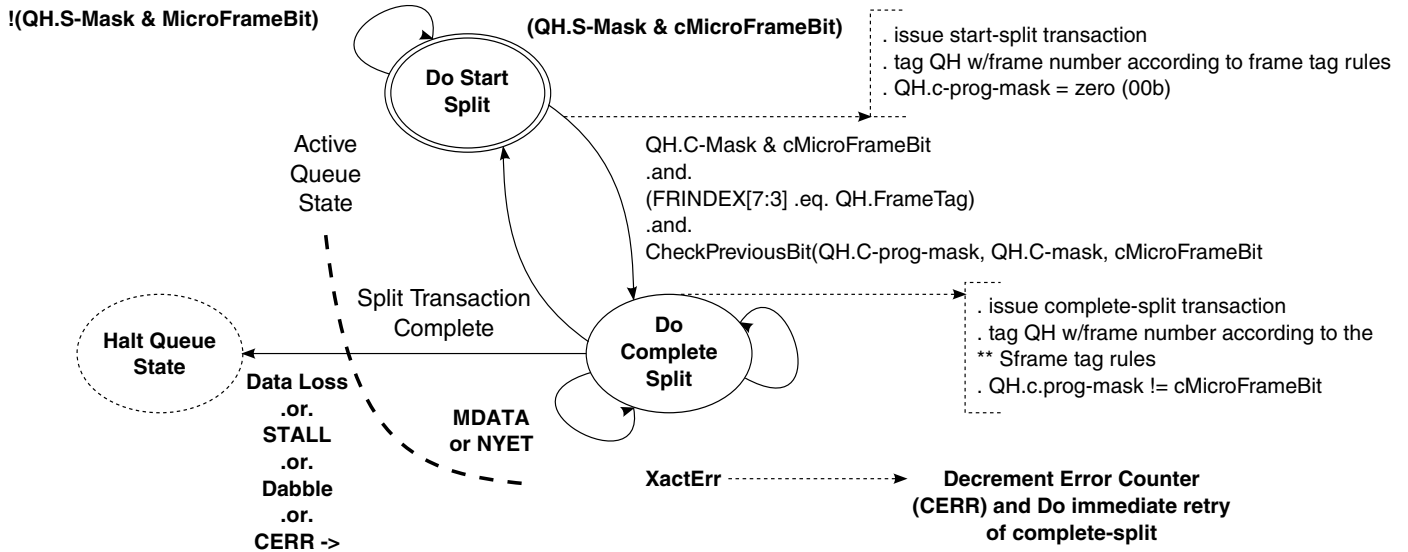 !(QH.S-Mask & MicroFrameBit)
(QH.S-Mask & cMicroFrameBit)
. issue start-split transaction
. tag QH w/frame number according to frame tag rules
. QH.c-prog-mask = zero (00b)
Do Start
Split
Active
Queue
State
QH.C-Mask & cMicroFrameBit
.and.
(FRINDEX[7:3] .eq. QH.FrameTag)
.and.
CheckPreviousBit(QH.C-prog-mask, QH.C-mask, cMicroFrameBit
Split Transaction
Complete
Halt Queue
State
Do
Complete
Split
. issue complete-split transaction
. tag QH w/frame number according to the
** Sframe tag rules
. QH.c.prog-mask != cMicroFrameBit
Data Loss
.or.
STALL
.or.
Dabble
.or.
CERR ->
MDATA
or NYET
XactErr
Decrement Error Counter
(CERR) and Do immediate retry
of complete-split